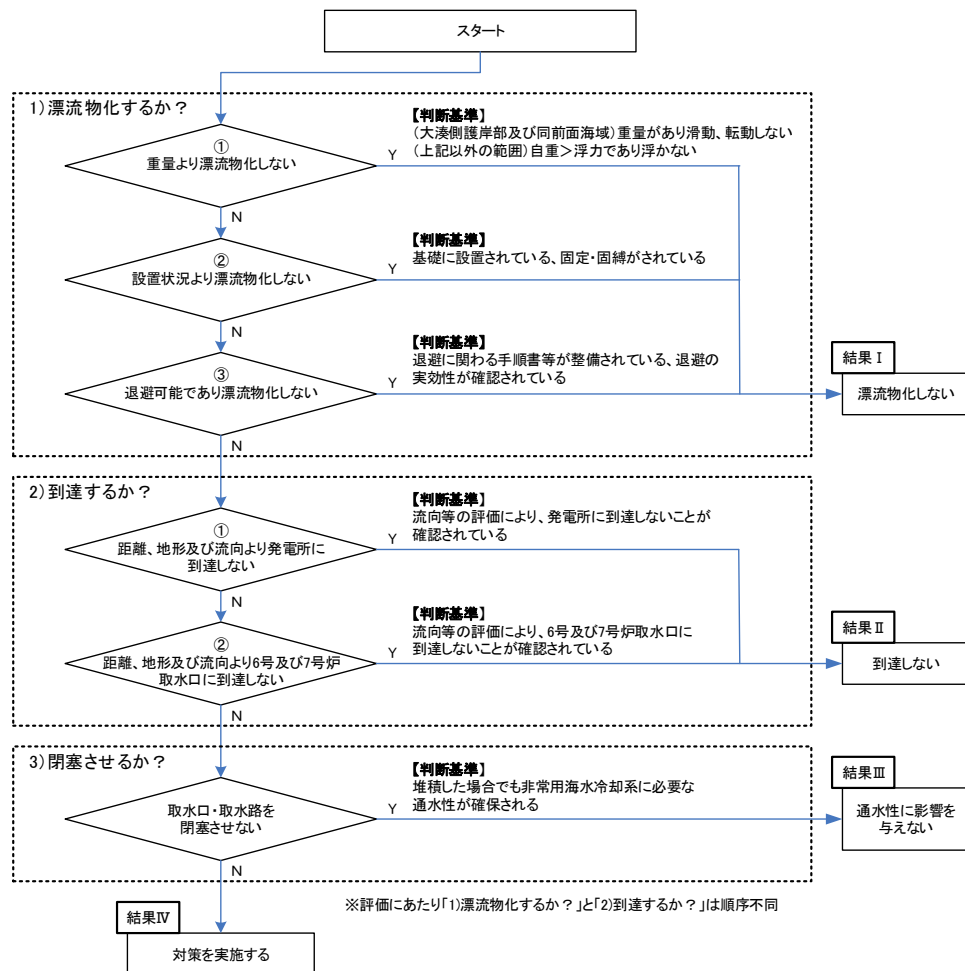 スタート
1)漂流物化するか？
①
重量より漂流物化しない
Y
【判断基準】
(大湊側護岸部及び同前面海域)重量があり滑動、転動しない
(上記以外の範囲)自重＞浮力であり浮かない
N
②
設置状況より漂流物化しない
Y
【判断基準】
基礎に設置されている、固定・固縛がされている
N
③
退避可能であり漂流物化しない
Y
【判断基準】
退避に関わる手順書等が整備されている、退避の
実効性が確認されている
N
結果Ⅰ
漂流物化しない
2)到達するか？
①
距離、地形及び流向より発電所に
到達しない
Y
【判断基準】
流向等の評価により、発電所に到達しないことが
確認されている
N
②
距離、地形及び流向より6号及び7号炉
取水口に到達しない
Y
【判断基準】
流向等の評価により、6号及び7号炉取水口に
到達しないことが確認されている
N
結果Ⅱ
到達しない
3)閉塞させるか？
取水口・取水路を
閉塞させない
Y
【判断基準】
堆積した場合でも非常用海水冷却系に必要な
通水性が確保される
N
結果Ⅲ
通水性に影響を
与えない
※評価にあたり「1)漂流物化するか？」と「2)到達するか？」は順序不同
結果Ⅳ
対策を実施する